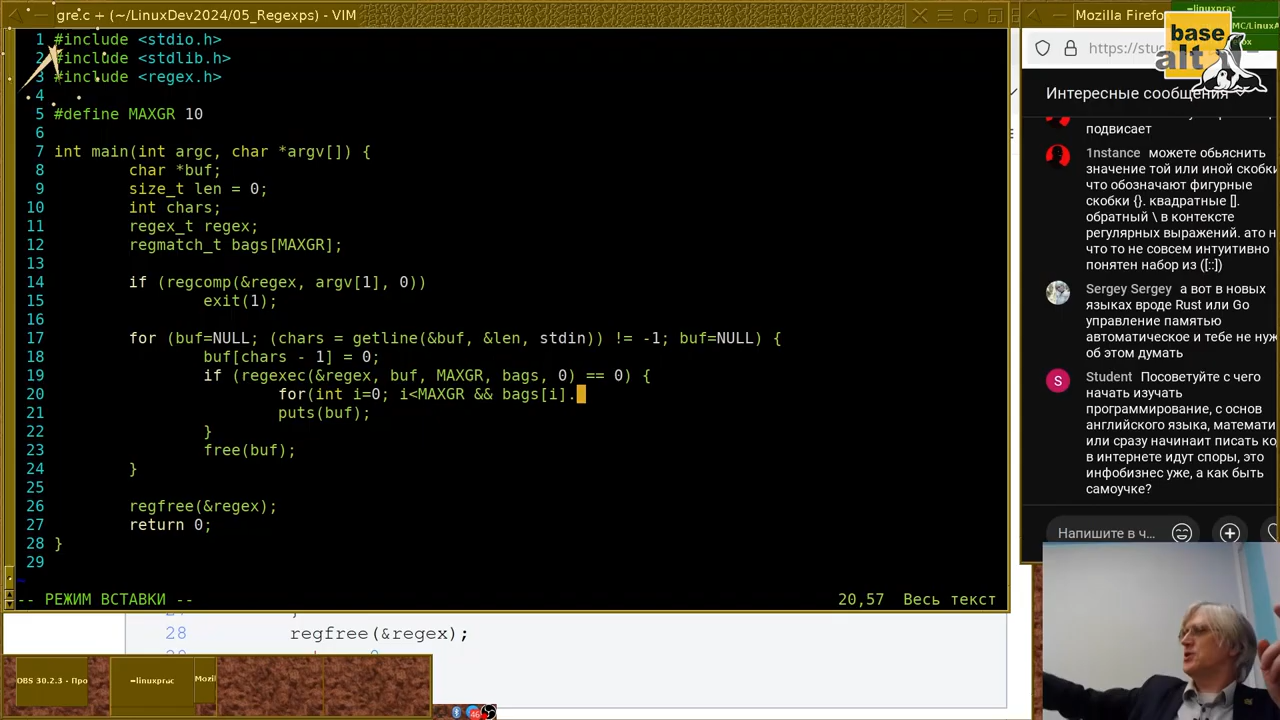 gre.c + (~/LinuxDev2024/05_Regexps) - VIM
1 #include <stdio.h>
2 #include <stdlib.h>
3 #include <regex.h>
4
5 #define MAXGR 10
6
7 int main(int argc, char *argv[]) {
8 char *buf;
9 size_t len = 0;
10 int chars;
11 regex_t regex;
12 regmatch_t bags[MAXGR];
13
14 if (regcomp(&regex, argv[1], 0))
15 exit(1);
16
17 for (buf=NULL; (chars = getline(&buf, &len, stdin)) != -1; buf=NULL) {
18 buf[chars - 1] = 0;
19 if (regexec(&regex, buf, MAXGR, bags, 0) == 0) {
20 for(int i=0; i<MAXGR && bags[i].
21 puts(buf);
22 }
23 free(buf);
24 }
25
26 regfree(&regex);
27 return 0;
28 }
29
-- РЕЖИМ ВСТАВКИ -- 20,57 Весь текст
28 regfree(&regex);
OBS 30.2.3 - Про
=linuxprac
Mozil
46
Mozilla Firefo
=linuxprac
base
alt
https://stu
Интересные сообщения
подвисает
1nstance можете обьяснить
значение той или иной скобки
что обозначают фигурные
скобки {}. квадратные [].
обратный \ в контексте
регулярных выражений. ато н
что то не совсем интуитивно
понятен набор из ([::])
Sergey Sergey а вот в новых
языках вроде Rust или Go
управление памятью
автоматическое и тебе не нуж
об этом думать
S Student Посоветуйте с чего
начать изучать
программирование, с основ
английского языка, математи
или сразу начинаит писать ко
в интернете идут споры, это
инфобизнес уже, а как быть
самоучке?
Напишите в ч...